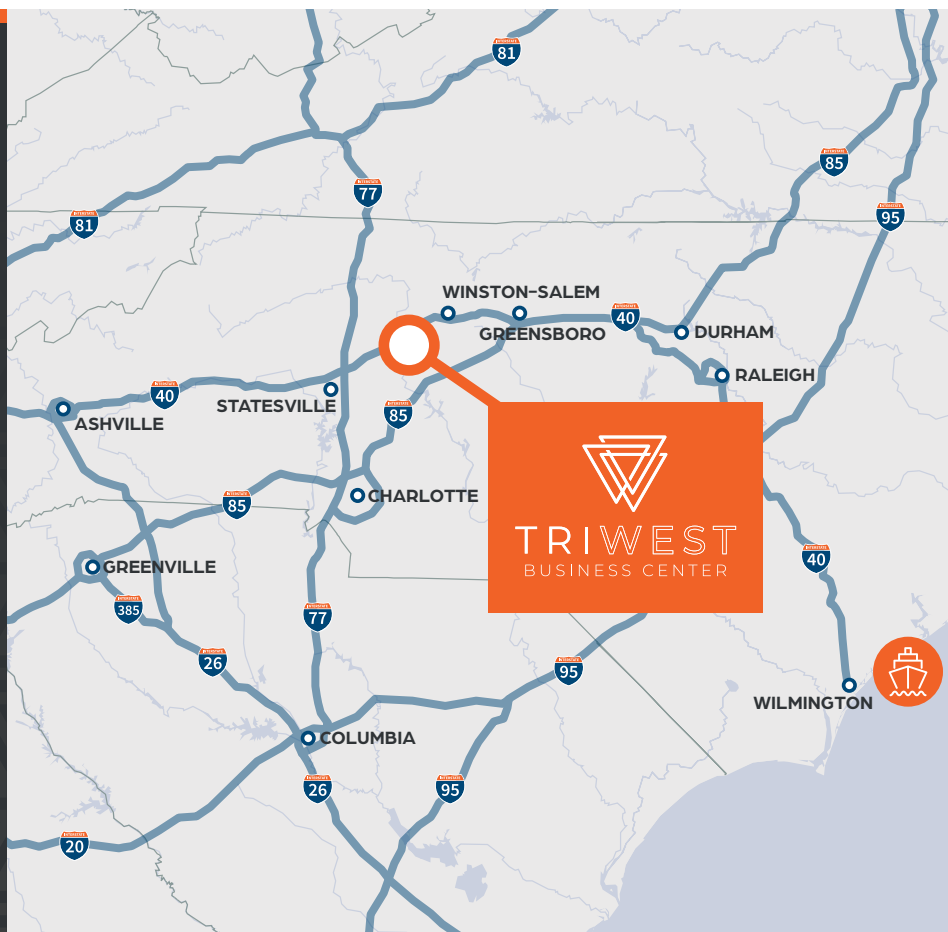 81
77
85
81
95
WINSTON-SALEM
40
GREENSBORO
DURHAM
RALEIGH
40
STATESVILLE
85
ASHVILLE
TRIWEST
BUSINESS CENTER
CHARLOTTE
85
40
GREENVILLE
385
77
26
95
WILMINGTON
COLUMBIA
26
95
20